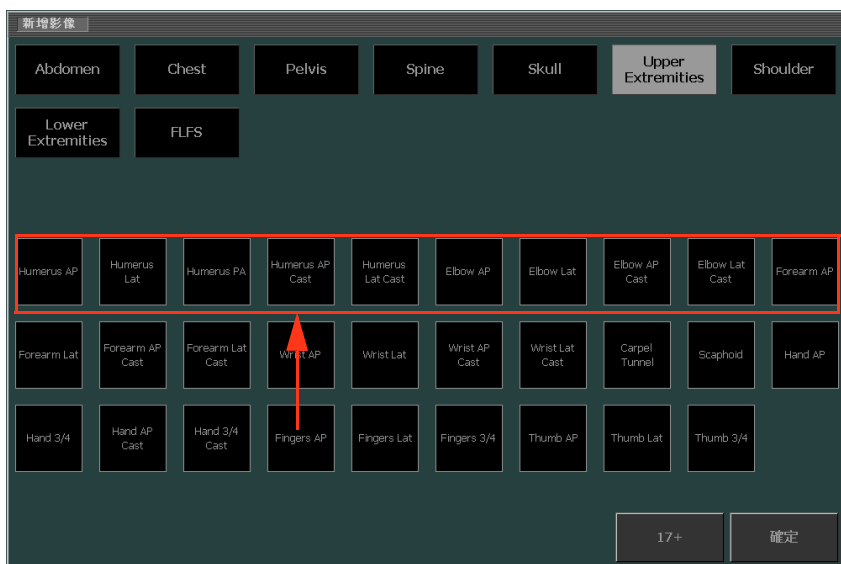 新增影像
Abdomen
Chest
Pelvis
Spine
Skull
Upper
Extremities
Shoulder
Lower
Extremities
FLFS
Humerus AP
Humerus
Lat
Humerus PA
Humerus AP
Cast
Humerus
Lat Cast
Elbow AP
Elbow Lat
Elbow AP
Cast
Elbow Lat
Cast
Forearm AP
Forearm Lat
Forearm AP
Cast
Forearm Lat
Cast
Wrist AP
Wrist Lat
Wrist AP
Cast
Wrist Lat
Cast
Carpel
Tunnel
Scaphoid
Hand AP
Hand 3/4
Hand AP
Cast
Hand 3/4
Cast
Fingers AP
Fingers Lat
Fingers 3/4
Thumb AP
Thumb Lat
Thumb 3/4
17+
確定